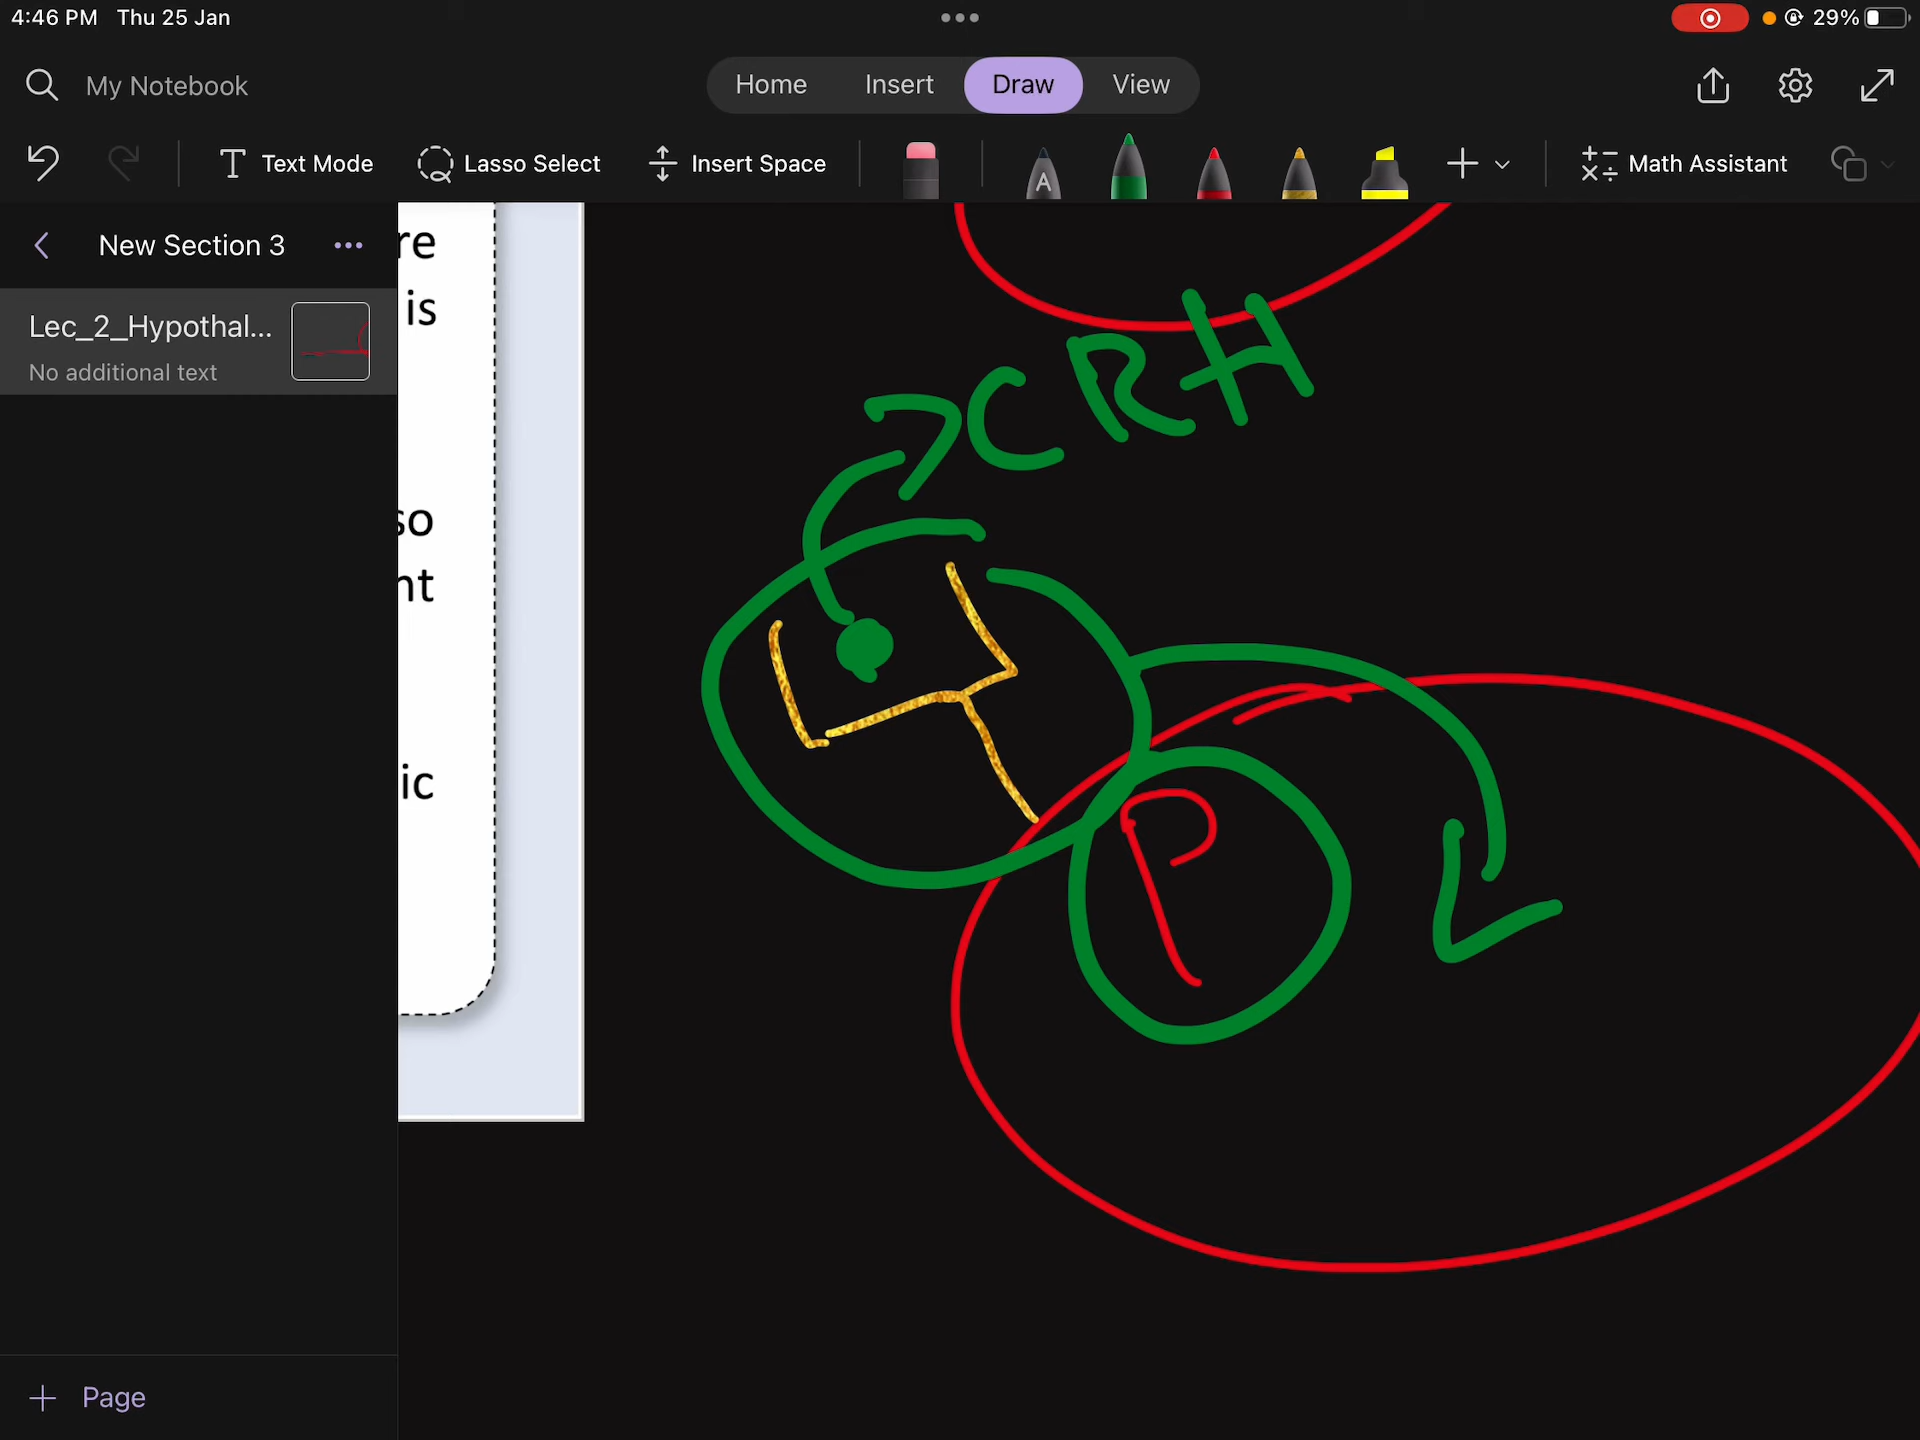 4:46 PM Thu 25 Jan
29%
My Notebook
Home Insert Draw View
Text Mode Lasso Select Insert Space A Math Assistant
New Section 3
Lec_2_Hypothal...
No additional text
re
is
so
nt
ic
CRH
P
Page